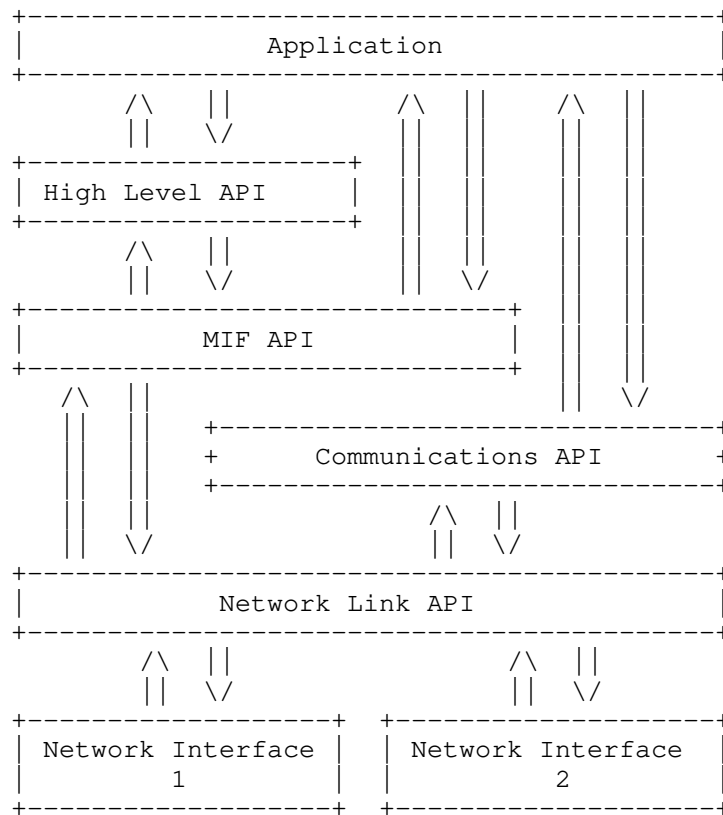 Application
High Level API
MIF API
Communications API
Network Link API
Network Interface
1
Network Interface
2